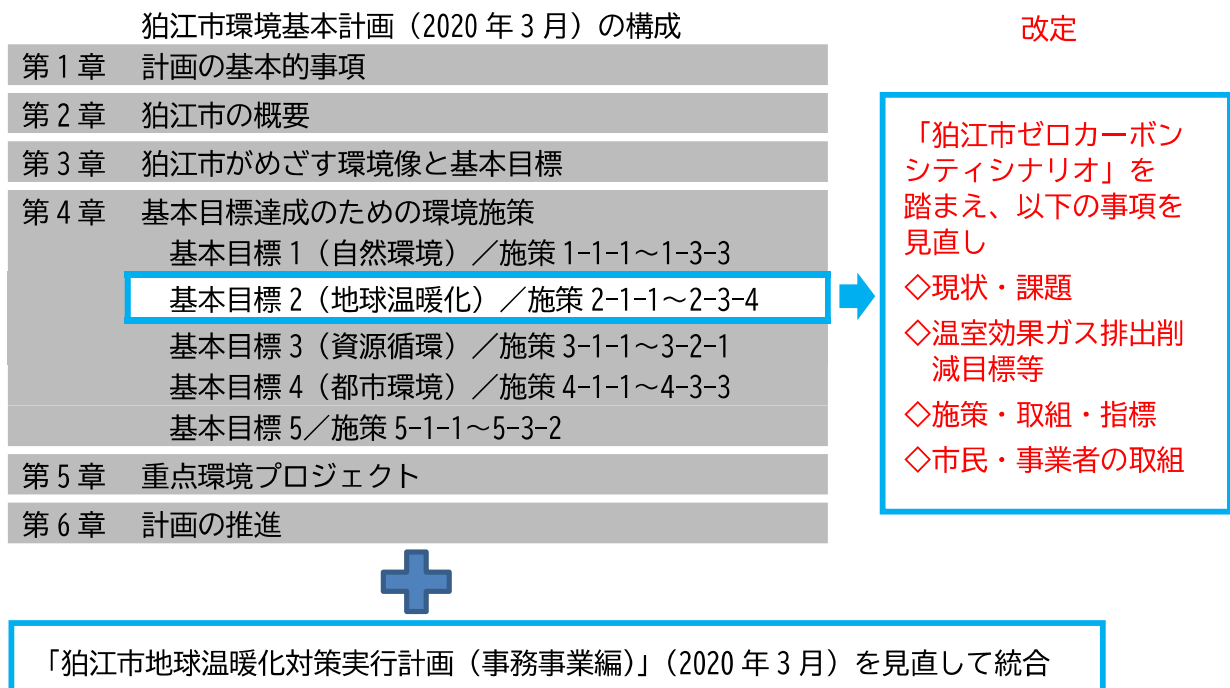 狛江市環境基本計画（2020年3月）の構成
改定
第1章　計画の基本的事項
第2章　狛江市の概要
第3章　狛江市がめざす環境像と基本目標
第4章　基本目標達成のための環境施策
基本目標1（自然環境）／施策1-1-1～1-3-3
基本目標2（地球温暖化）／施策2-1-1～2-3-4
基本目標3（資源循環）／施策3-1-1～3-2-1
基本目標4（都市環境）／施策4-1-1～4-3-3
基本目標5／施策5-1-1～5-3-2
第5章　重点環境プロジェクト
第6章　計画の推進
「狛江市ゼロカーボン
シティシナリオ」を
踏まえ、以下の事項を
見直し
◇現状・課題
◇温室効果ガス排出削
減目標等
◇施策・取組・指標
◇市民・事業者の取組
「狛江市地球温暖化対策実行計画（事務事業編）」（2020年3月）を見直して統合